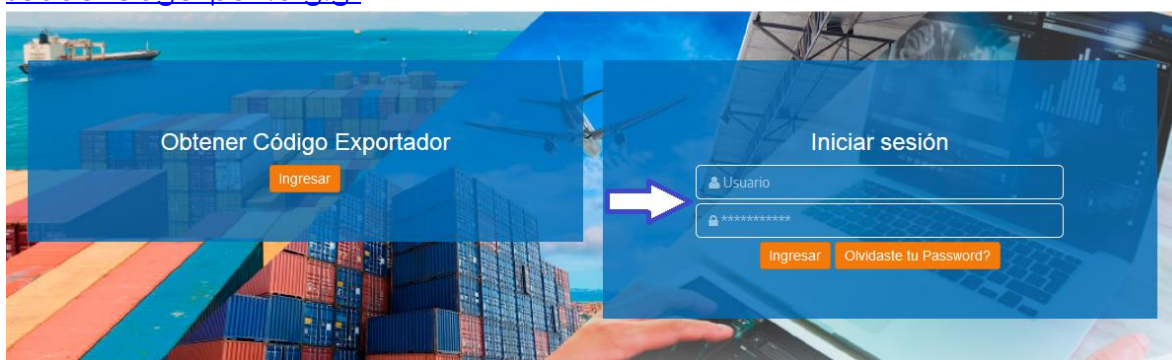 Obtener Código Exportador
Ingresar
Iniciar sesión
Usuario
***********
Ingresar Olvidaste tu Password?